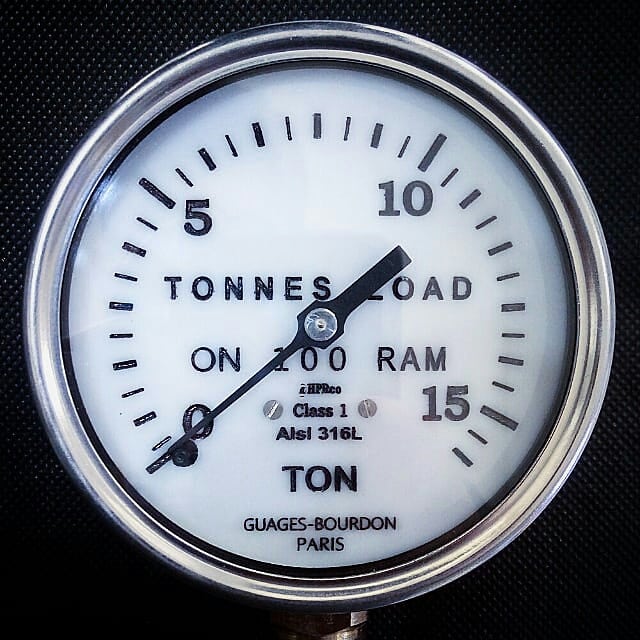 5
10
TONNES LOAD
ON 100 RAM
HPRco
Class 1
15
0
AIsI 316L
TON
GUAGES-BOURDON
PARIS